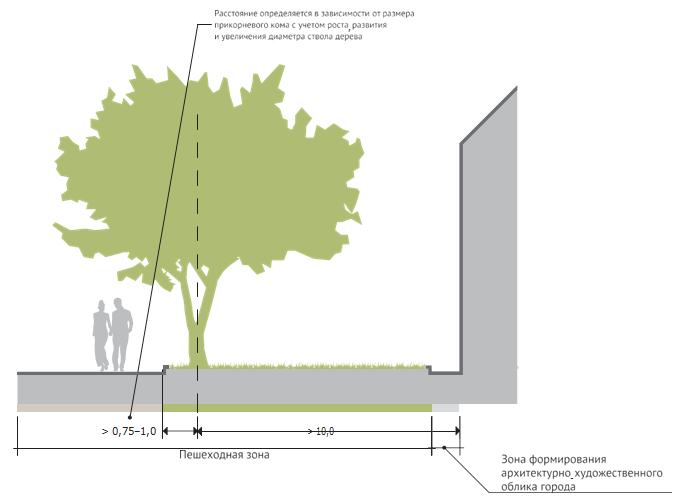 Расстояние определяется в зависимости от размера
прикорневого кома с учетом роста, развития
и увеличения диаметра ствола дерева
> 0,75–1,0
> 10,0
Пешеходная зона
Зона формирования
архитектурно_художественного
облика города